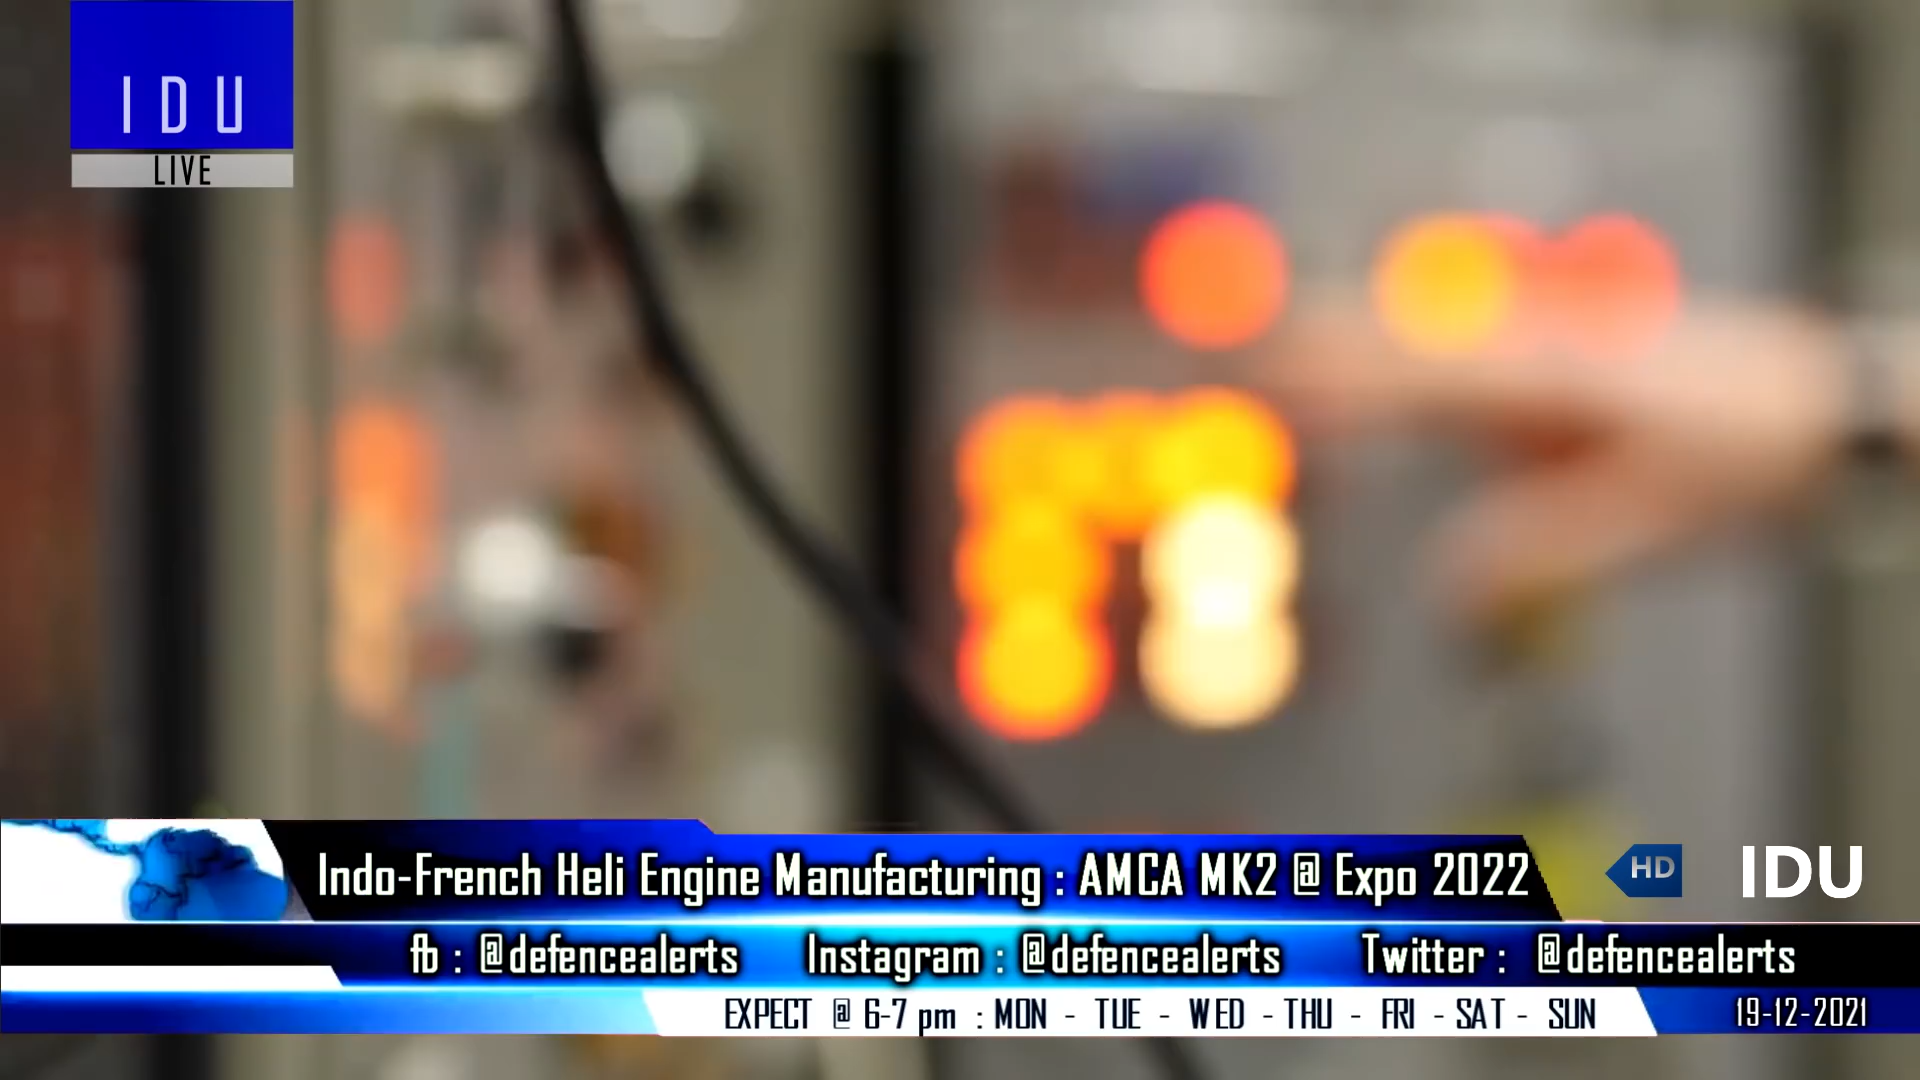 IDU
LIVE
Indo-French Heli Engine Manufacturing : AMCA MK2 @ Expo 2022
HD
IDU
fb : @defencealerts Instagram : @defencealerts Twitter : @defencealerts
EXPECT @ 6-7 pm : MON - TUE - WED - THU - FRI - SAT - SUN
19-12-2021